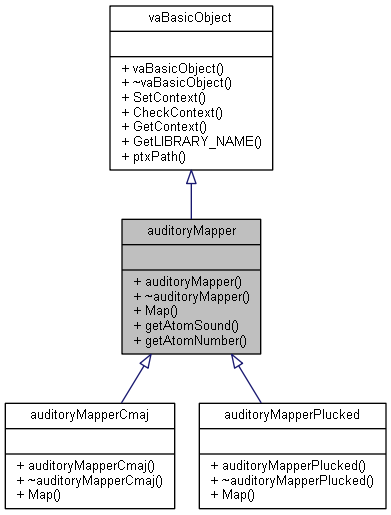 vaBasicObject
+ vaBasicObject()
+ ~vaBasicObject()
+ SetContext()
+ CheckContext()
+ GetContext()
+ GetLIBRARY_NAME()
+ ptxPath()
auditoryMapper
+ auditoryMapper()
+ ~auditoryMapper()
+ Map()
+ getAtomSound()
+ getAtomNumber()
auditoryMapperCmaj
+ auditoryMapperCmaj()
+ ~auditoryMapperCmaj()
+ Map()
auditoryMapperPlucked
+ auditoryMapperPlucked()
+ ~auditoryMapperPlucked()
+ Map()